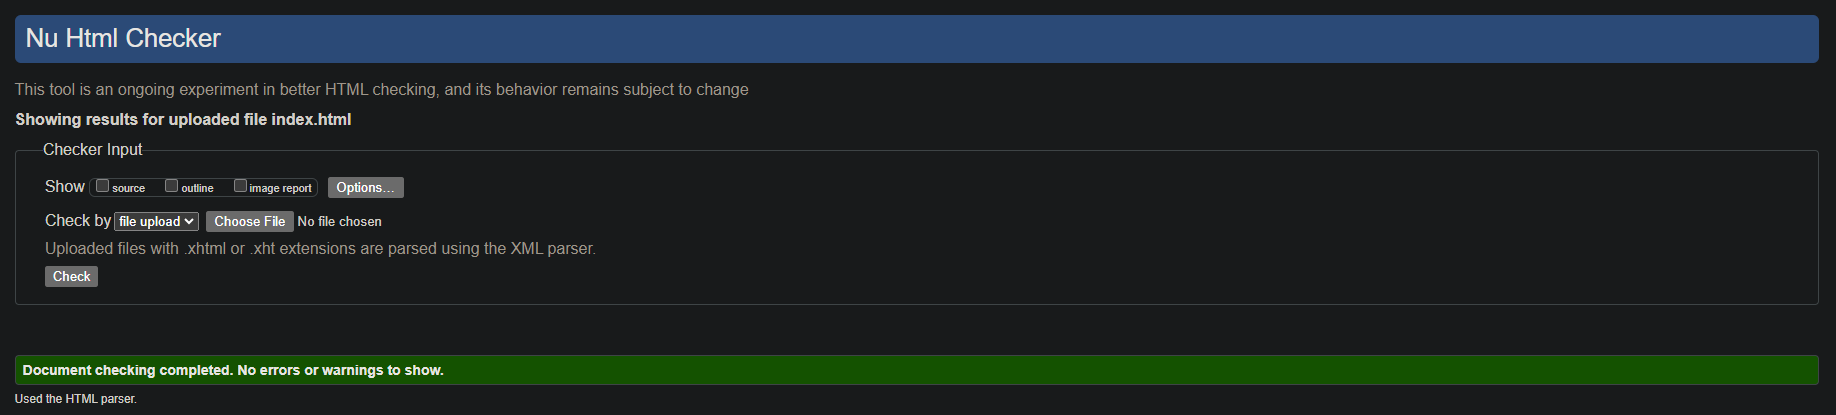 Nu Html Checker
This tool is an ongoing experiment in better HTML checking, and its behavior remains subject to change
Showing results for uploaded file index.html
Checker Input
Show source outline image report Options...
Check by file upload Choose File No file chosen
Uploaded files with .xhtml or .xht extensions are parsed using the XML parser.
Check
Document checking completed. No errors or warnings to show.
Used the HTML parser.